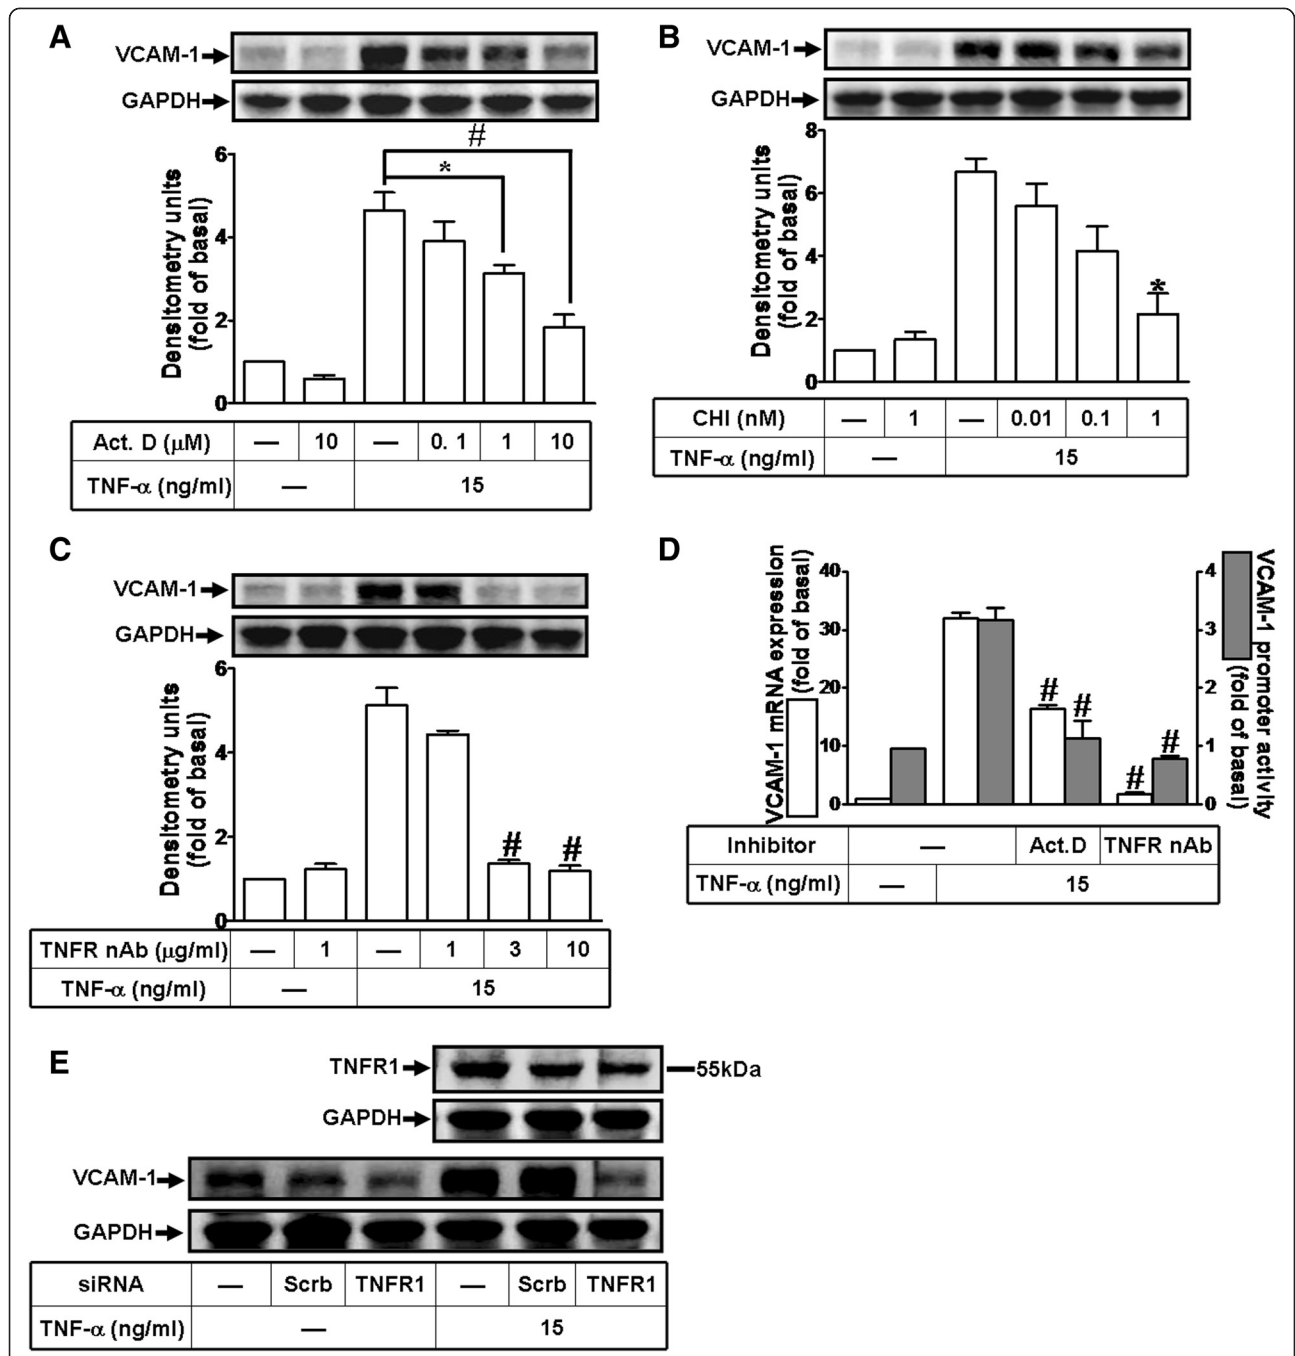 A
VCAM-1
GAPDH
#
*
Densitometry units
(fold of basal)
6
4
2
0
Act. D (μM) — 10 — 0. 1 1 10
TNF-α (ng/ml) — 15
B
VCAM-1
GAPDH
Densitometry units
(fold of basal)
8
6
4
2
0
*
CHI (nM) — 1 — 0.01 0.1 1
TNF-α (ng/ml) — 15
C
VCAM-1
GAPDH
Densitometry units
(fold of basal)
6
4
2
0
# #
TNFR nAb (μg/ml) — 1 — 1 3 10
TNF-α (ng/ml) — 15
D
VCAM-1 mRNA expression
(fold of basal)
40
30
20
10
0
# # # #
4
3
2
1
0
VCAM-1 promoter activity
(fold of basal)
Inhibitor — Act.D TNFR nAb
TNF-α (ng/ml) — 15
E
TNFR1 55kDa
GAPDH
VCAM-1
GAPDH
siRNA — Scrb TNFR1 — Scrb TNFR1
TNF-α (ng/ml) — 15